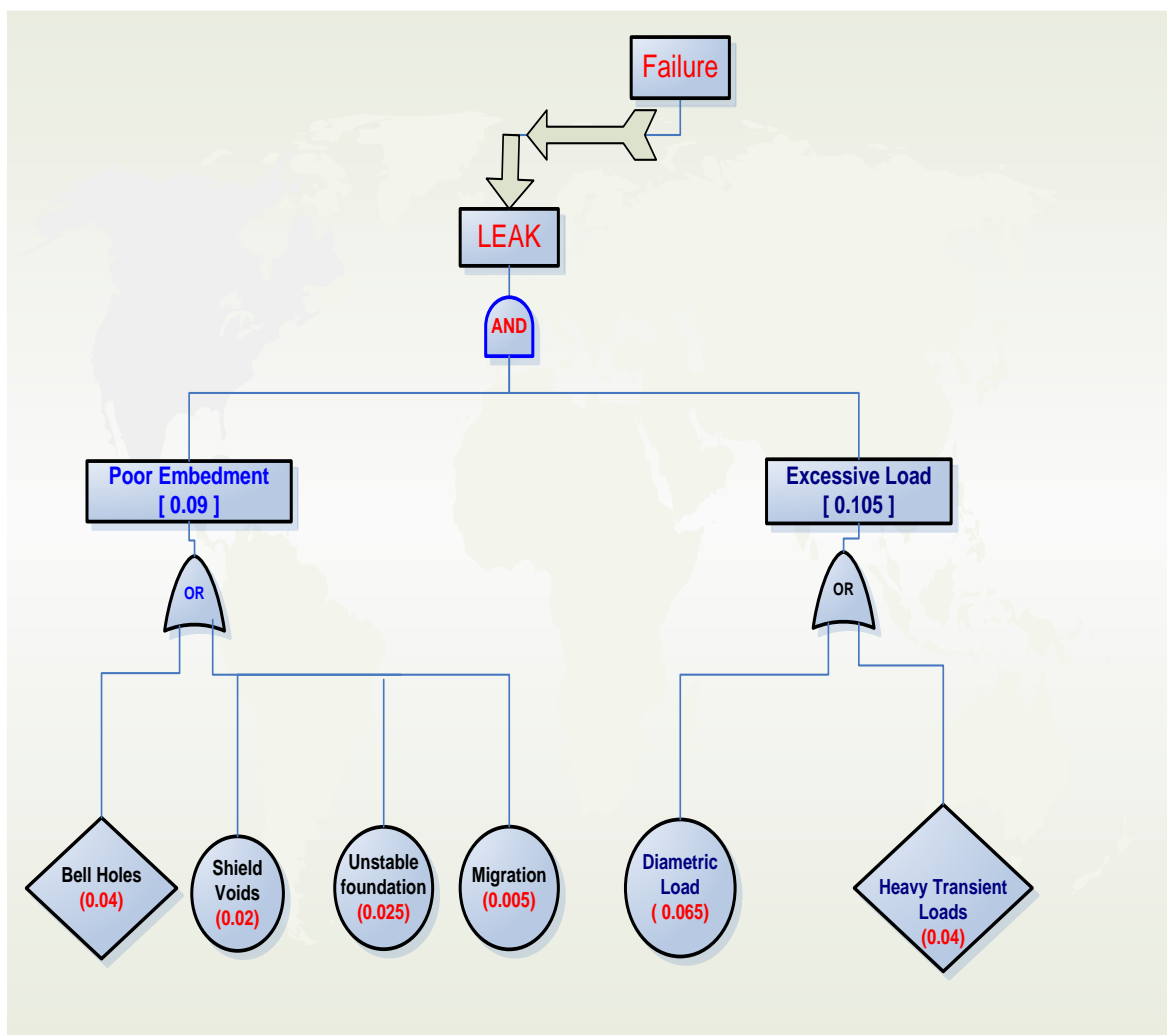 Failure
LEAK
AND
Poor Embedment
[ 0.09 ]
Excessive Load
[ 0.105 ]
OR
OR
Bell Holes
(0.04)
Shield
Voids
(0.02)
Unstable
foundation
(0.025)
Migration
(0.005)
Diametric
Load
( 0.065)
Heavy Transient
Loads
(0.04)